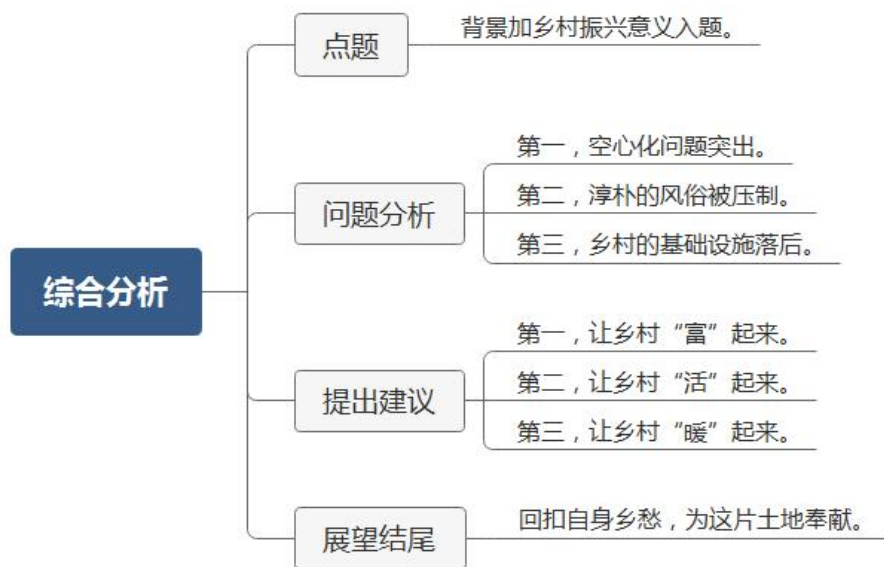 综合分析
点题
背景加乡村振兴意义入题。
问题分析
第一，空心化问题突出。
第二，淳朴的风俗被压制。
第三，乡村的基础设施落后。
提出建议
第一，让乡村“富”起来。
第二，让乡村“活”起来。
第三，让乡村“暖”起来。
展望结尾
回扣自身乡愁，为这片土地奉献。